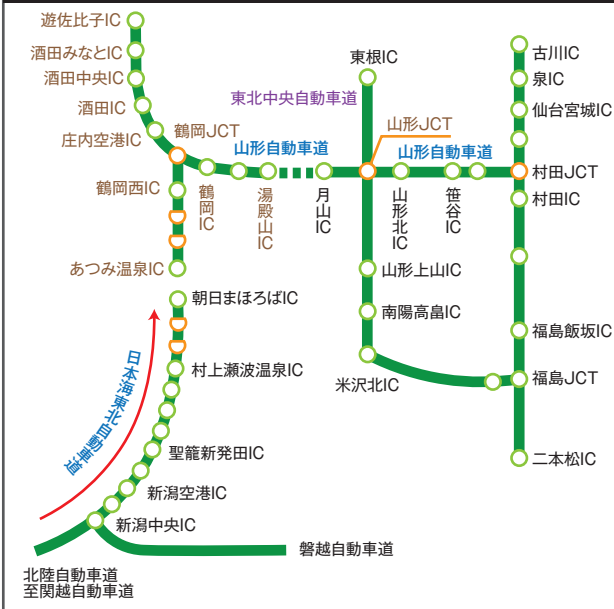 遊佐比子IC
酒田みなとIC
酒田中央IC
酒田IC
庄内空港IC
鶴岡JCT
山形自動車道
鶴岡西IC
鶴岡IC
湯殿山IC
月山IC
あつみ温泉IC
東根IC
東北中央自動車道
山形JCT
山形自動車道
山形北IC
笹谷IC
山形上山IC
南陽高畠IC
米沢北IC
古川IC
泉IC
仙台宮城IC
村田JCT
村田IC
福島飯坂IC
福島JCT
二本松IC
朝日まほろばIC
村上瀬波温泉IC
日本海東北自動車道
聖籠新発田IC
新潟空港IC
新潟中央IC
磐越自動車道
北陸自動車道
至関越自動車道